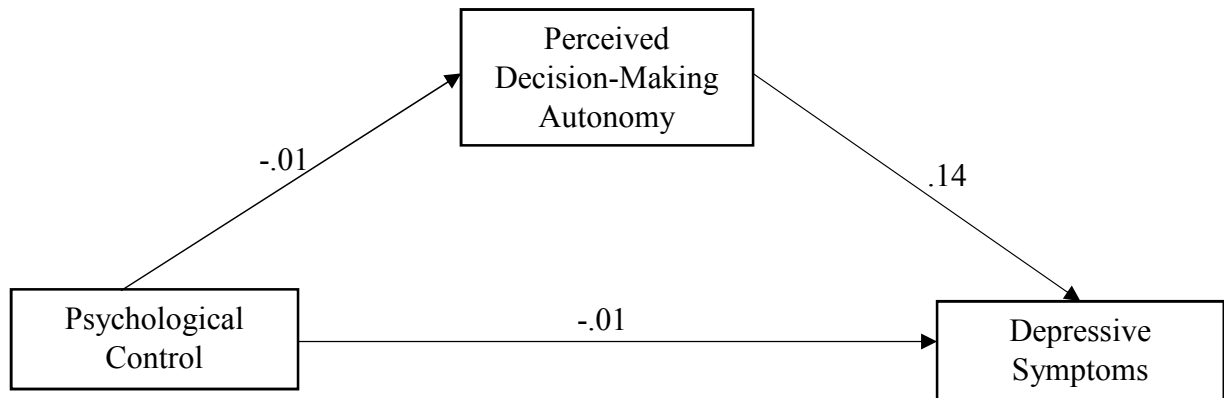 Perceived
Decision-Making
Autonomy
-.01
.14
Psychological
Control
-.01
Depressive
Symptoms